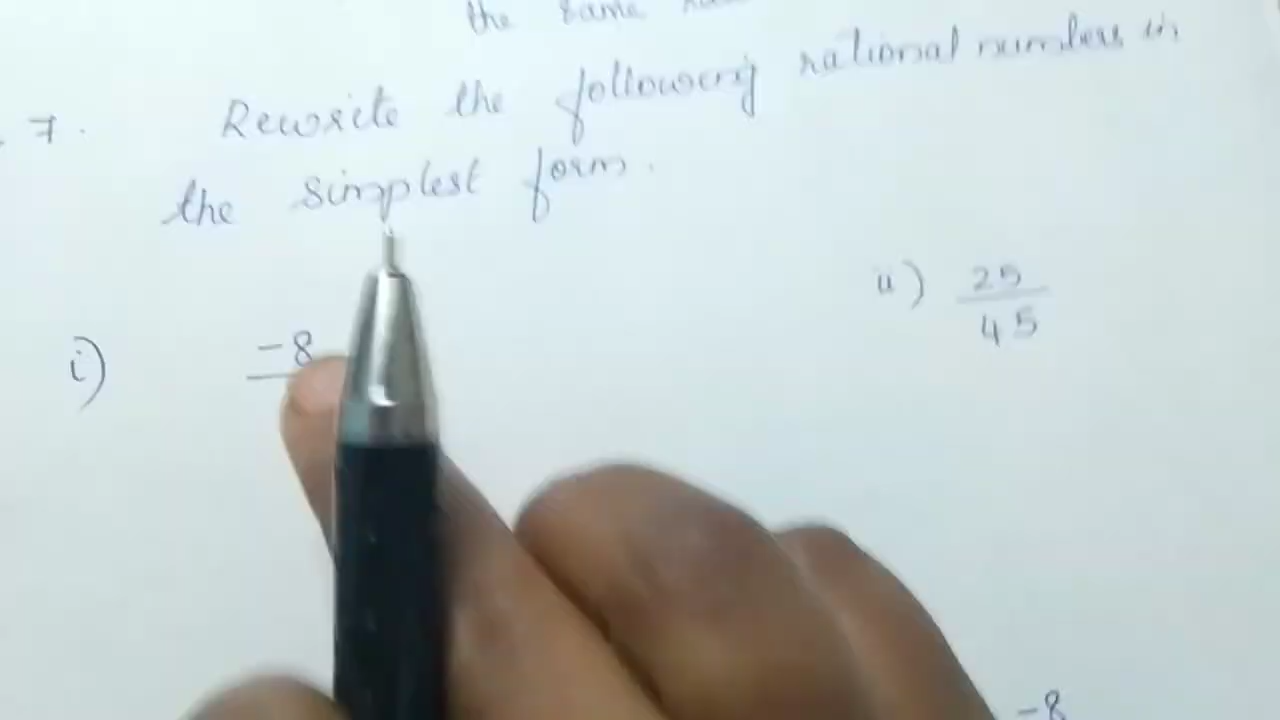 the same
7. Rewrite the following rational numbers in
the simplest form.
i) -8
ii) 25
45
-8